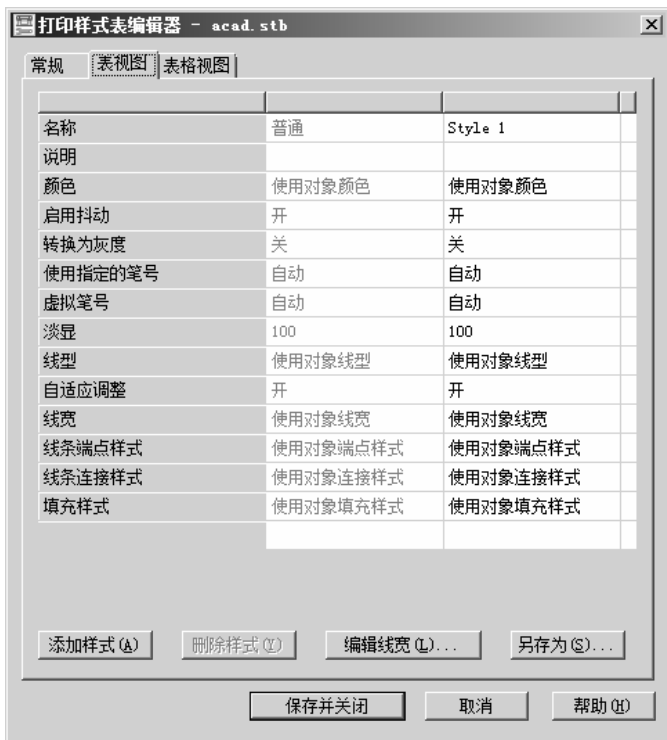 打印样式表编辑器 - acad.stb
常规 表视图 表格视图
名称 普通 Style 1
说明
颜色 使用对象颜色 使用对象颜色
启用抖动 开 开
转换为灰度 关 关
使用指定的笔号 自动 自动
虚拟笔号 自动 自动
淡显 100 100
线型 使用对象线型 使用对象线型
自适应调整 开 开
线宽 使用对象线宽 使用对象线宽
线条端点样式 使用对象端点样式 使用对象端点样式
线条连接样式 使用对象连接样式 使用对象连接样式
填充样式 使用对象填充样式 使用对象填充样式
添加样式(A) 删除样式(Y) 编辑线宽(L)... 另存为(S)...
保存并关闭 取消 帮助(H)